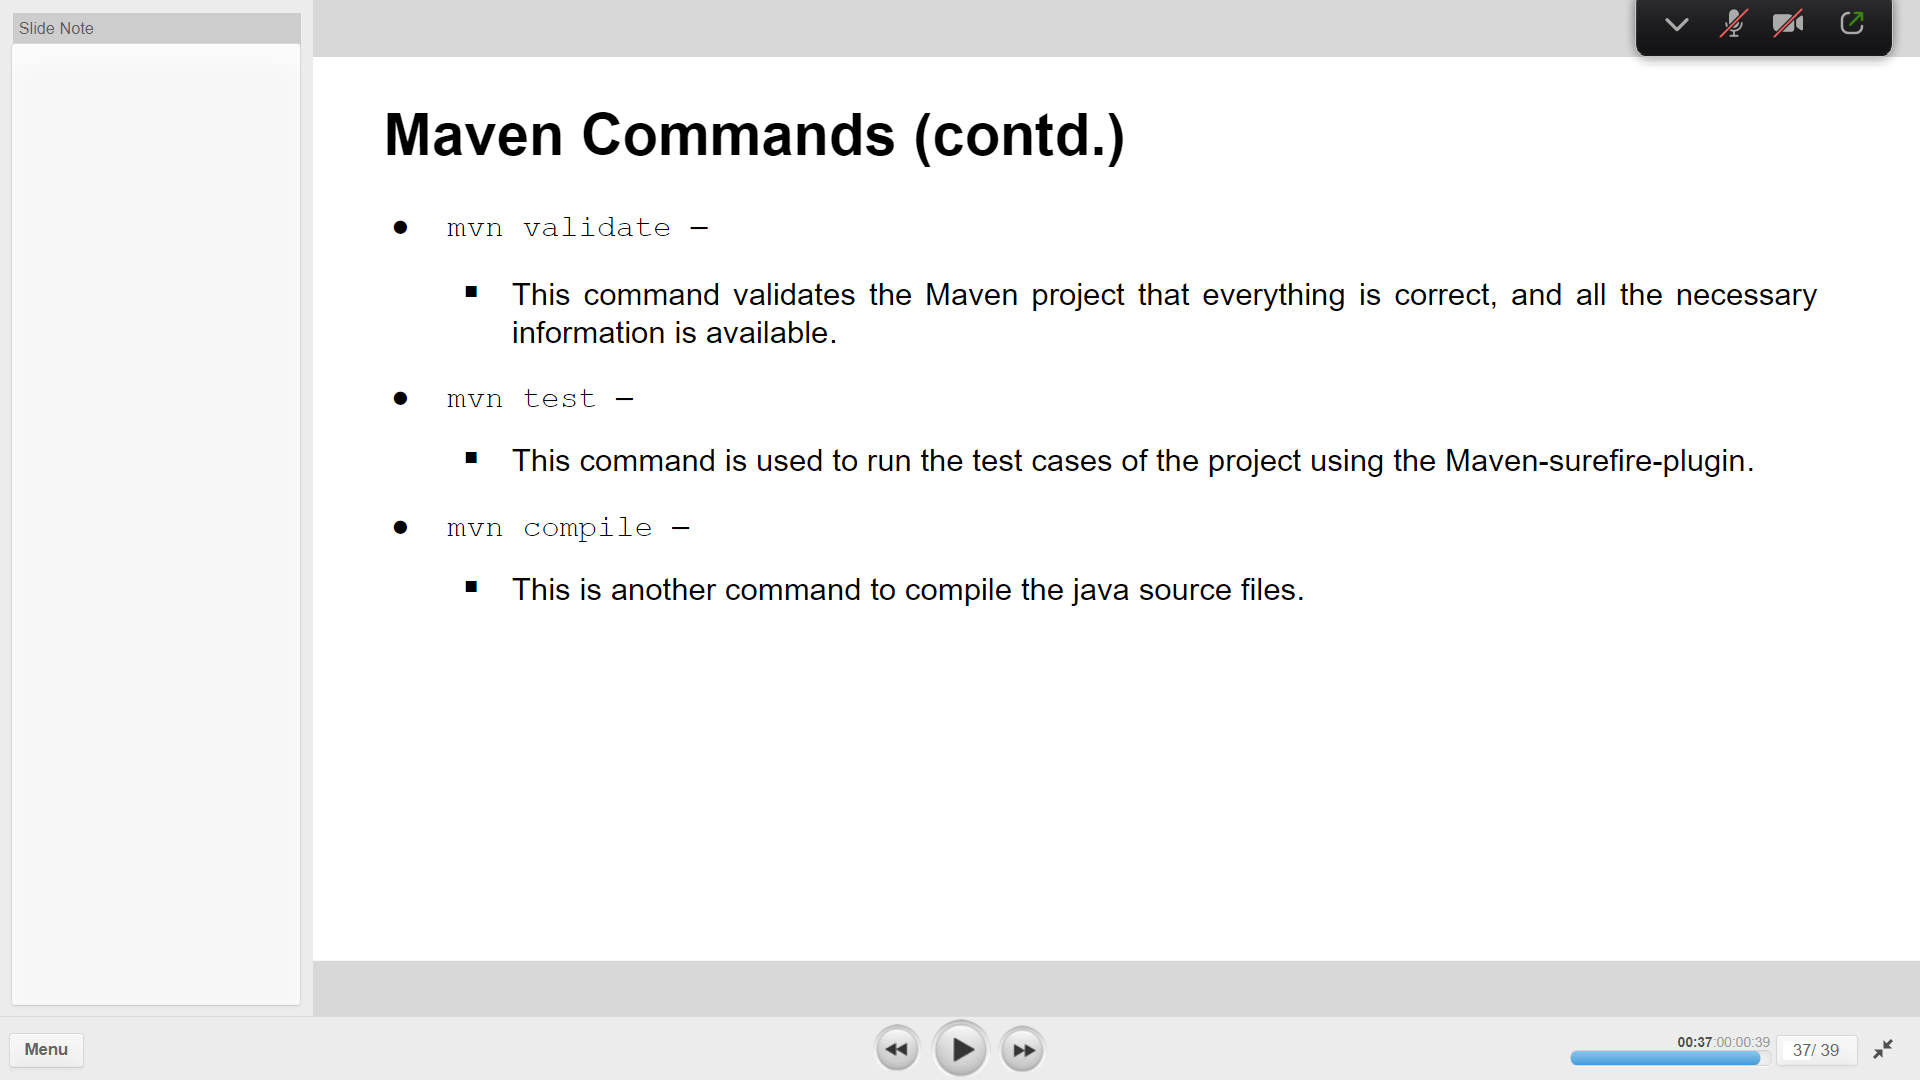 Slide Note
Maven Commands (contd.)
● mvn validate –
▪ This command validates the Maven project that everything is correct, and all the necessary
information is available.
● mvn test –
▪ This command is used to run the test cases of the project using the Maven-surefire-plugin.
● mvn compile –
▪ This is another command to compile the java source files.
Menu
00:37:00:00:39
37/ 39